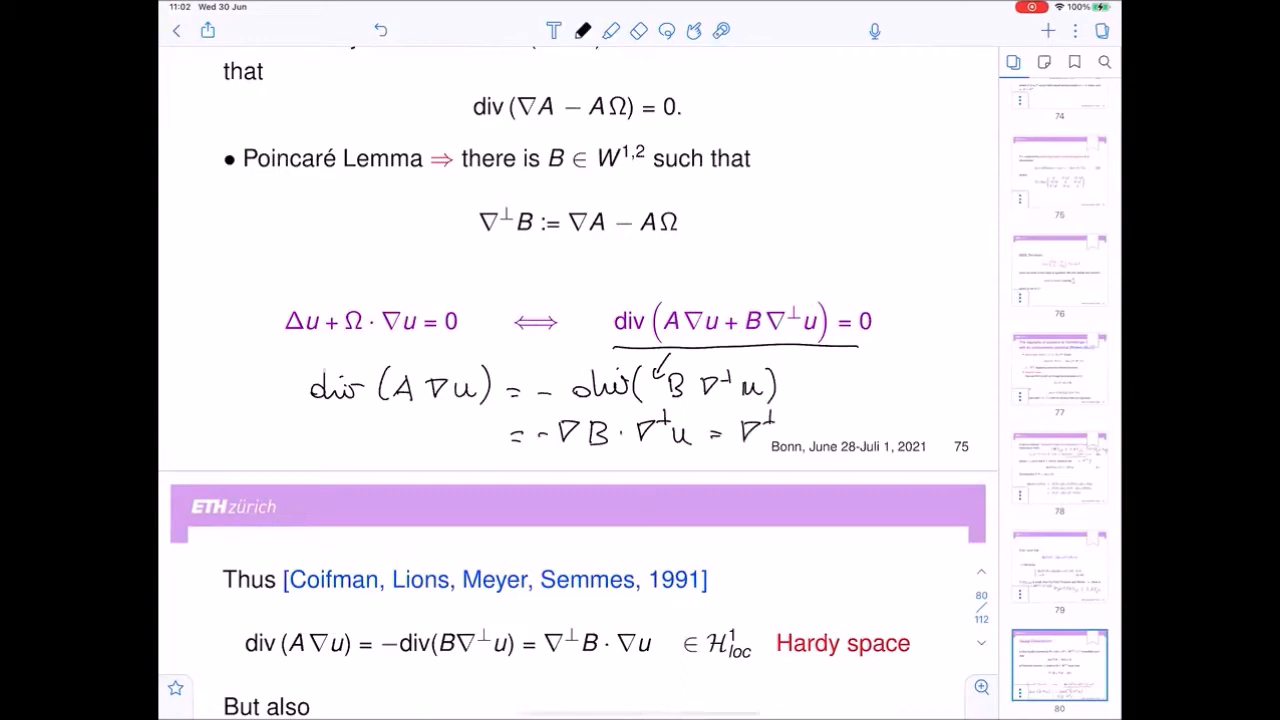 11:02 Wed 30 Jun
100%
that
div (∇A − AΩ) = 0.
• Poincaré Lemma ⇒ there is B ∈ W^{1,2} such that
∇^⊥B := ∇A − AΩ
Δu + Ω · ∇u = 0 ⟺ div (A∇u + B∇^⊥u) = 0
div (A ∇u) = - div( B ∇^⊥ u)
= - ∇B · ∇^⊥u = ∇^⊥
Bonn, June 28-Juli 1, 2021 75
ETH zürich
Thus [Coifman, Lions, Meyer, Semmes, 1991]
div (A∇u) = −div(B∇^⊥u) = ∇^⊥B · ∇u ∈ ℋ^1_{loc} Hardy space
But also
80
/
112
74
75
76
77
78
79
80